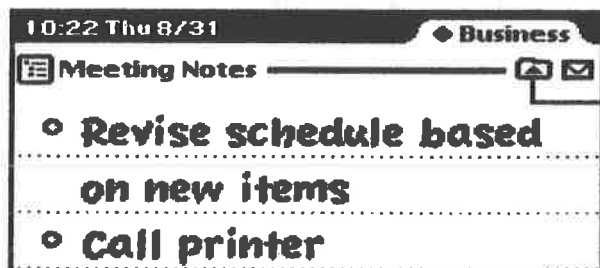 10:22 Thu 8/31
Business
Meeting Notes
Revise schedule based
on new items
Call printer